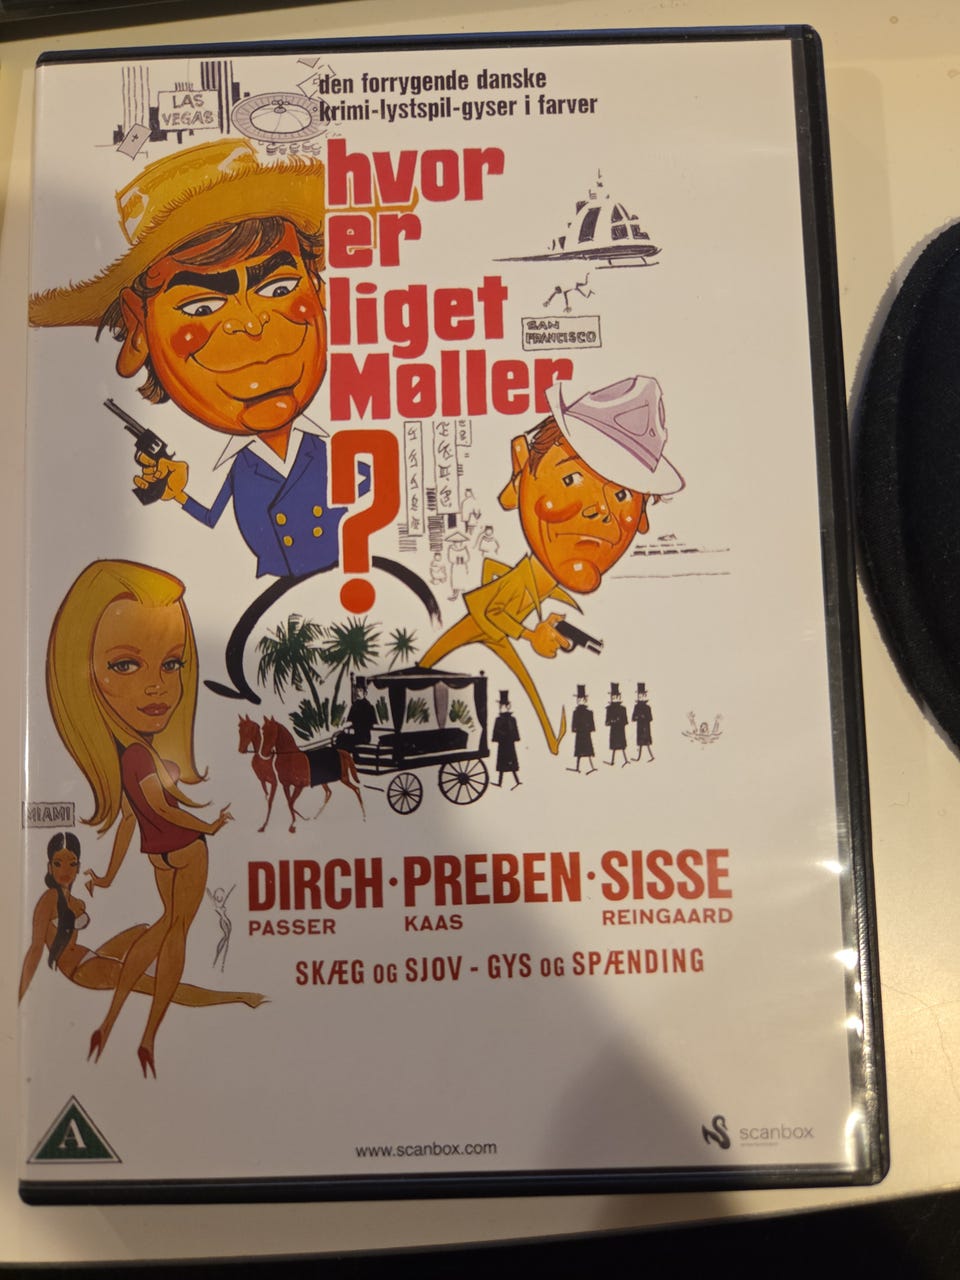 den forrygende danske
krimi-lystspil-gyser i farver
LAS
VEGAS
hvor
er
liget
Møller
?
SAN
FRANCISCO
MIAMI
DIRCH · PREBEN · SISSE
PASSER KAAS REINGAARD
SKÆG OG SJOV - GYS OG SPÆNDING
A
www.scanbox.com
scanbox